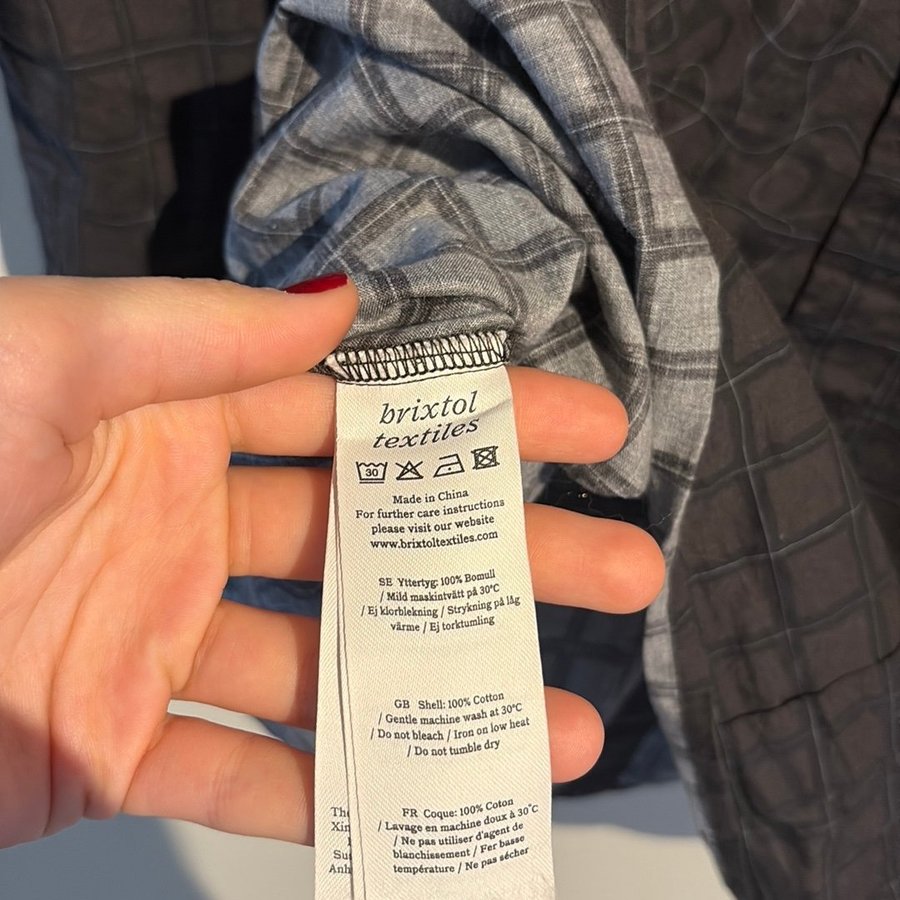 brixtol
textiles
30
Made in China
For further care instructions
please visit our website
www.brixtoltextiles.com
SE Yttertyg: 100% Bomull
/ Mild maskintvätt på 30°C
/ Ej klorblekning / Strykning på låg
värme / Ej torktumling
GB Shell: 100% Cotton
/ Gentle machine wash at 30°C
/ Do not bleach / Iron on low heat
/ Do not tumble dry
FR Coque: 100% Coton
/ Lavage en machine doux à 30°C
/ Ne pas utiliser d'agent de
blanchissement / Fer basse
température / Ne pas sécher